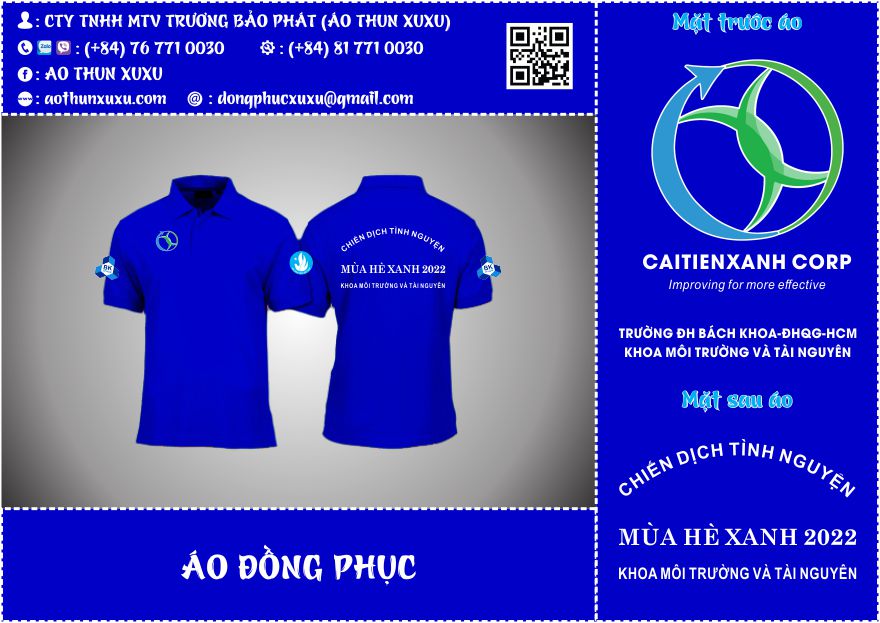 : CTY TNHH MTV TRƯƠNG BẢO PHÁT (ÁO THUN XUXU)
Zalo : (+84) 76 771 0030 : (+84) 81 771 0030
: AO THUN XUXU
www : aothunxuxu.com @ : dongphucxuxu@gmail.com
BK
CHIẾN DỊCH TÌNH NGUYỆN
MÙA HÈ XANH 2022
KHOA MÔI TRƯỜNG VÀ TÀI NGUYÊN
BK
ÁO ĐỒNG PHỤC
Mặt trước áo
CAITIENXANH CORP
Improving for more effective
TRƯỜNG ĐH BÁCH KHOA-ĐHQG-HCM
KHOA MÔI TRƯỜNG VÀ TÀI NGUYÊN
Mặt sau áo
CHIẾN DỊCH TÌNH NGUYỆN
MÙA HÈ XANH 2022
KHOA MÔI TRƯỜNG VÀ TÀI NGUYÊN